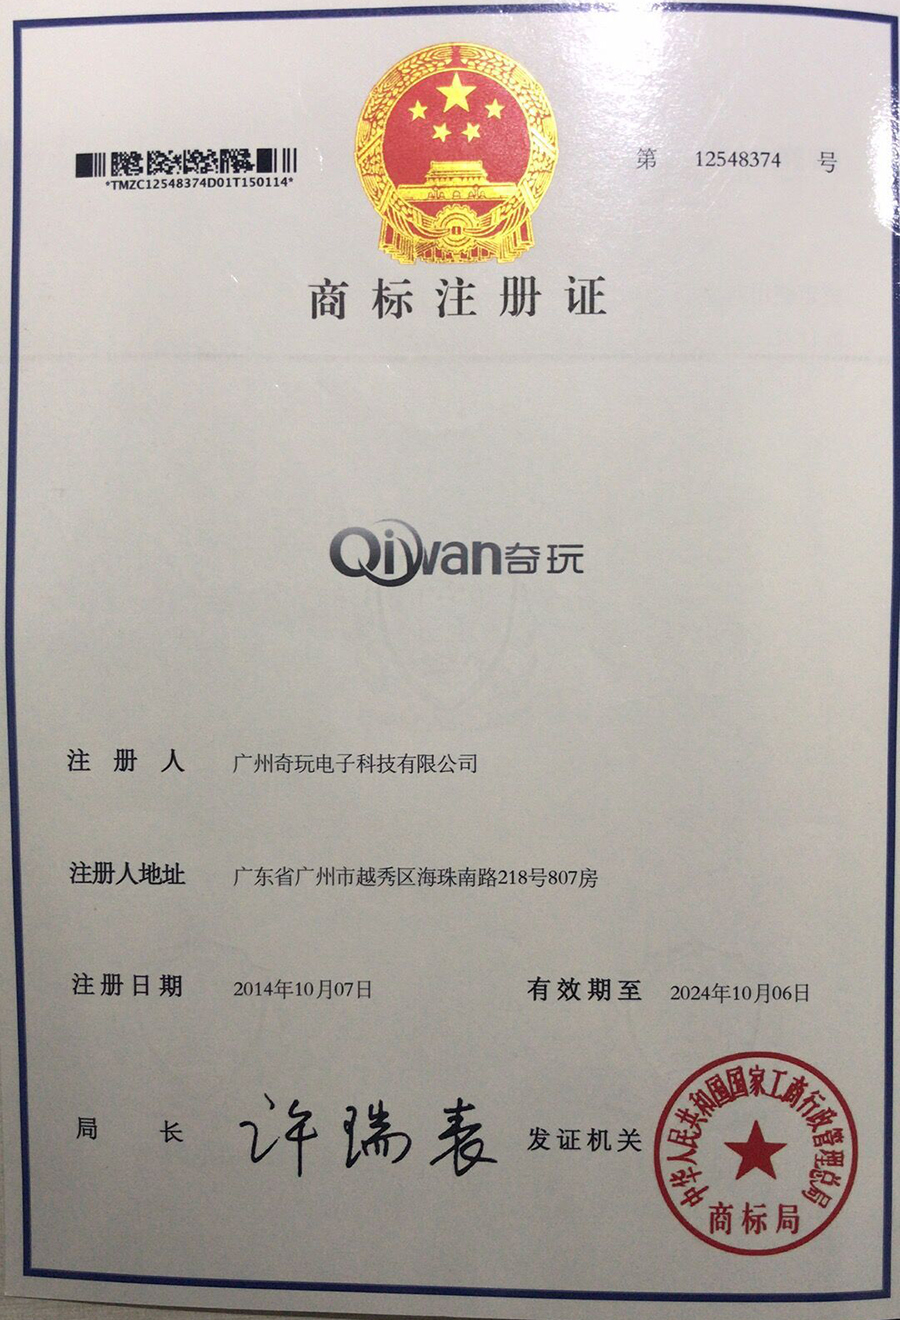 第 12548374 号
*TMZC12548374D01T150114*
商标注册证
Qiwan奇玩
注册人 广州奇玩电子科技有限公司
注册人地址 广东省广州市越秀区海珠南路218号807房
注册日期 2014年10月07日 有效期至 2024年10月06日
局长 许瑞表 发证机关
中华人民共和国国家工商行政管理总局
商标局